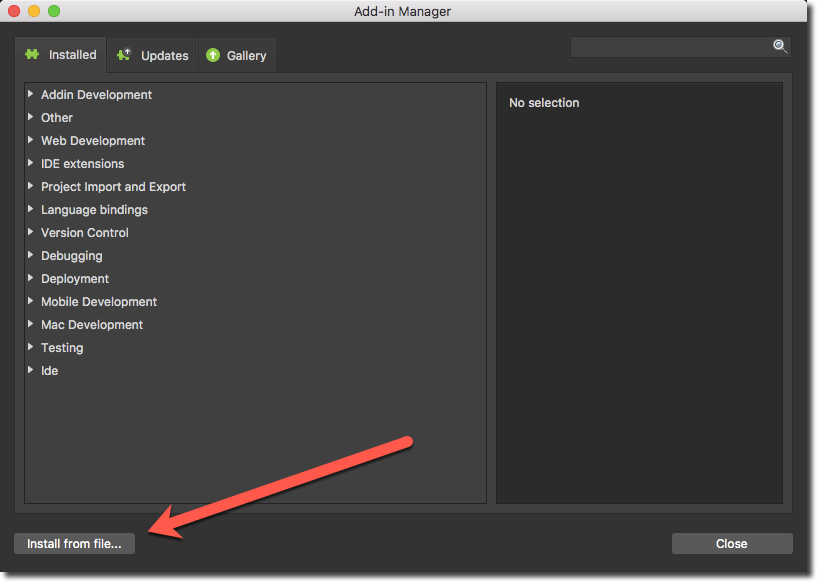 Add-in Manager
Installed
Updates
Gallery
Addin Development
Other
Web Development
IDE extensions
Project Import and Export
Language bindings
Version Control
Debugging
Deployment
Mobile Development
Mac Development
Testing
Ide
No selection
Install from file...
Close